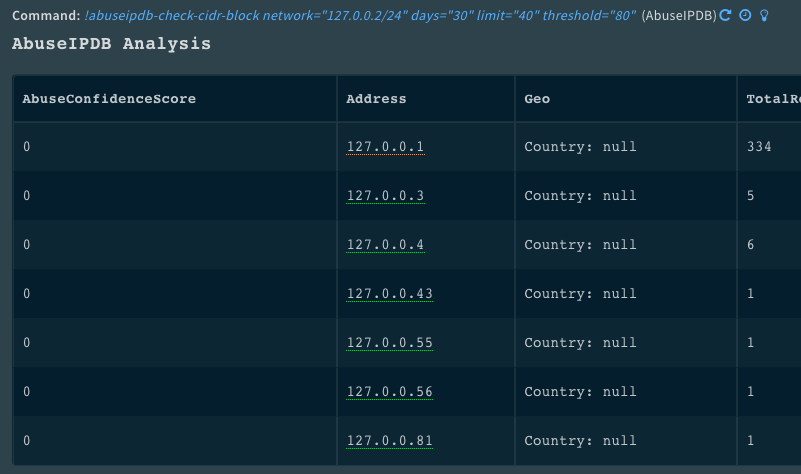 Command: !abuseipdb-check-cidr-block network="127.0.0.2/24" days="30" limit="40" threshold="80" (AbuseIPDB)
AbuseIPDB Analysis
AbuseConfidenceScore Address Geo TotalRe
0 127.0.0.1 Country: null 334
0 127.0.0.3 Country: null 5
0 127.0.0.4 Country: null 6
0 127.0.0.43 Country: null 1
0 127.0.0.55 Country: null 1
0 127.0.0.56 Country: null 1
0 127.0.0.81 Country: null 1